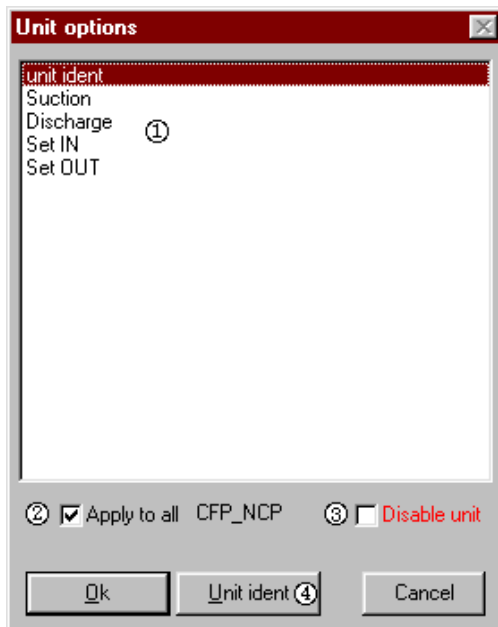 Unit options
unit ident
Suction
Discharge
Set IN
Set OUT
①
② Apply to all CFP_NCP ③ Disable unit
Ok Unit ident ④ Cancel